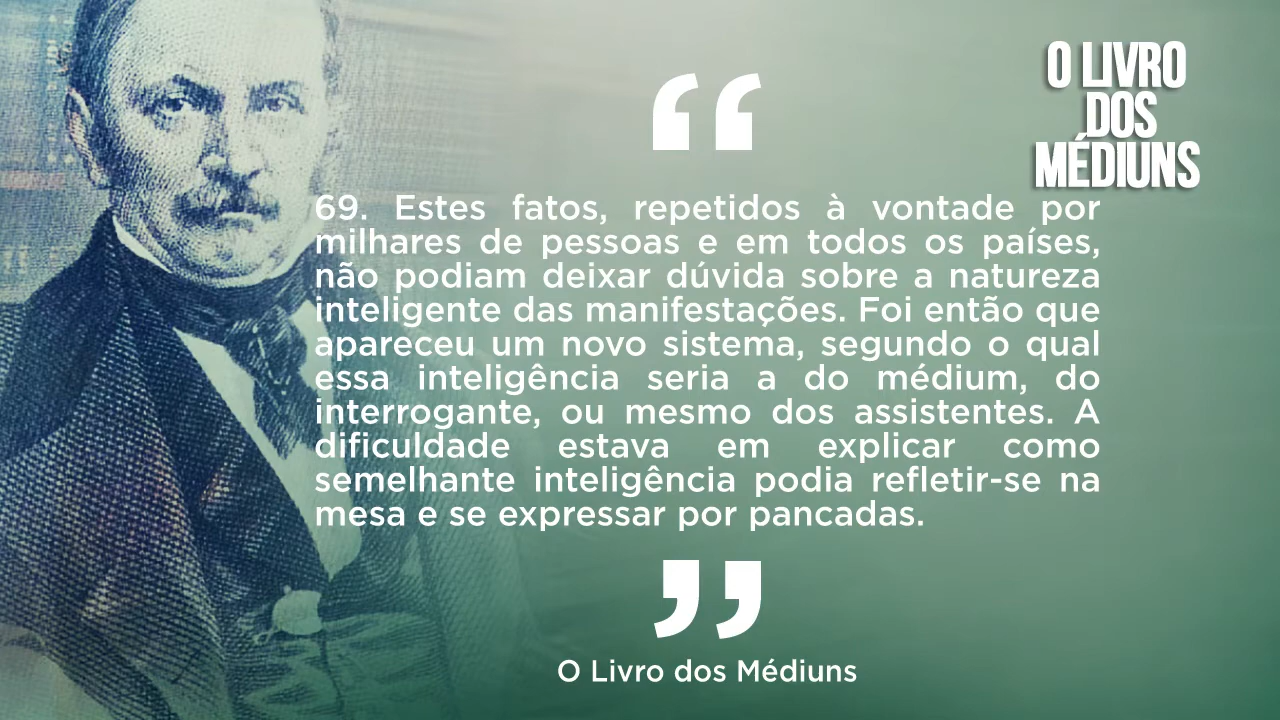 O LIVRO
DOS
MÉDIUNS
“
69. Estes fatos, repetidos à vontade por
milhares de pessoas e em todos os países,
não podiam deixar dúvida sobre a natureza
inteligente das manifestações. Foi então que
apareceu um novo sistema, segundo o qual
essa inteligência seria a do médium, do
interrogante, ou mesmo dos assistentes. A
dificuldade estava em explicar como
semelhante inteligência podia refletir-se na
mesa e se expressar por pancadas.
”
O Livro dos Médiuns